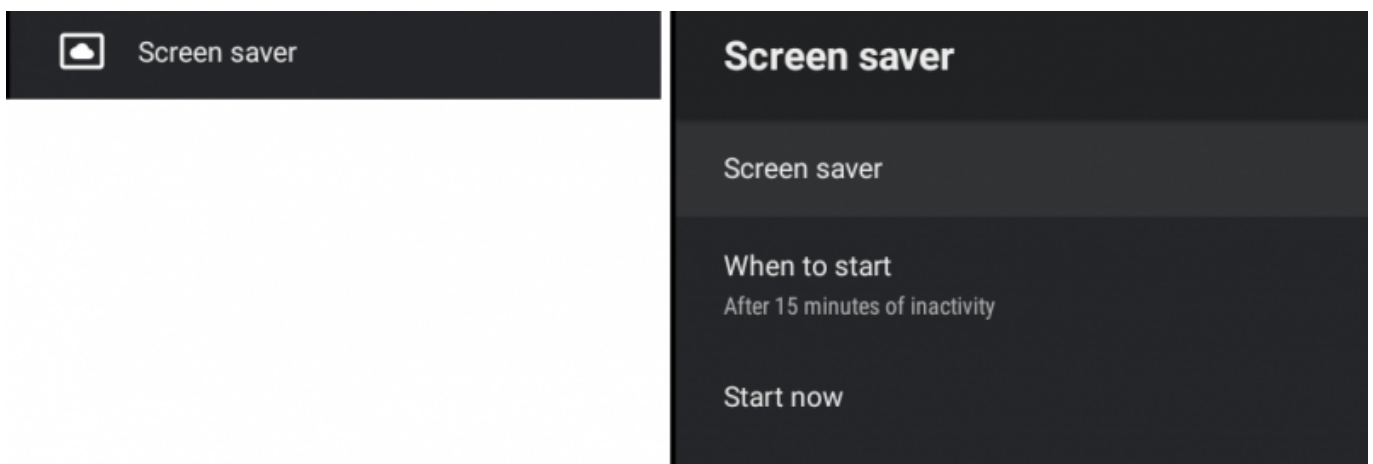 Screen saver
Screen saver
Screen saver
When to start
After 15 minutes of inactivity
Start now